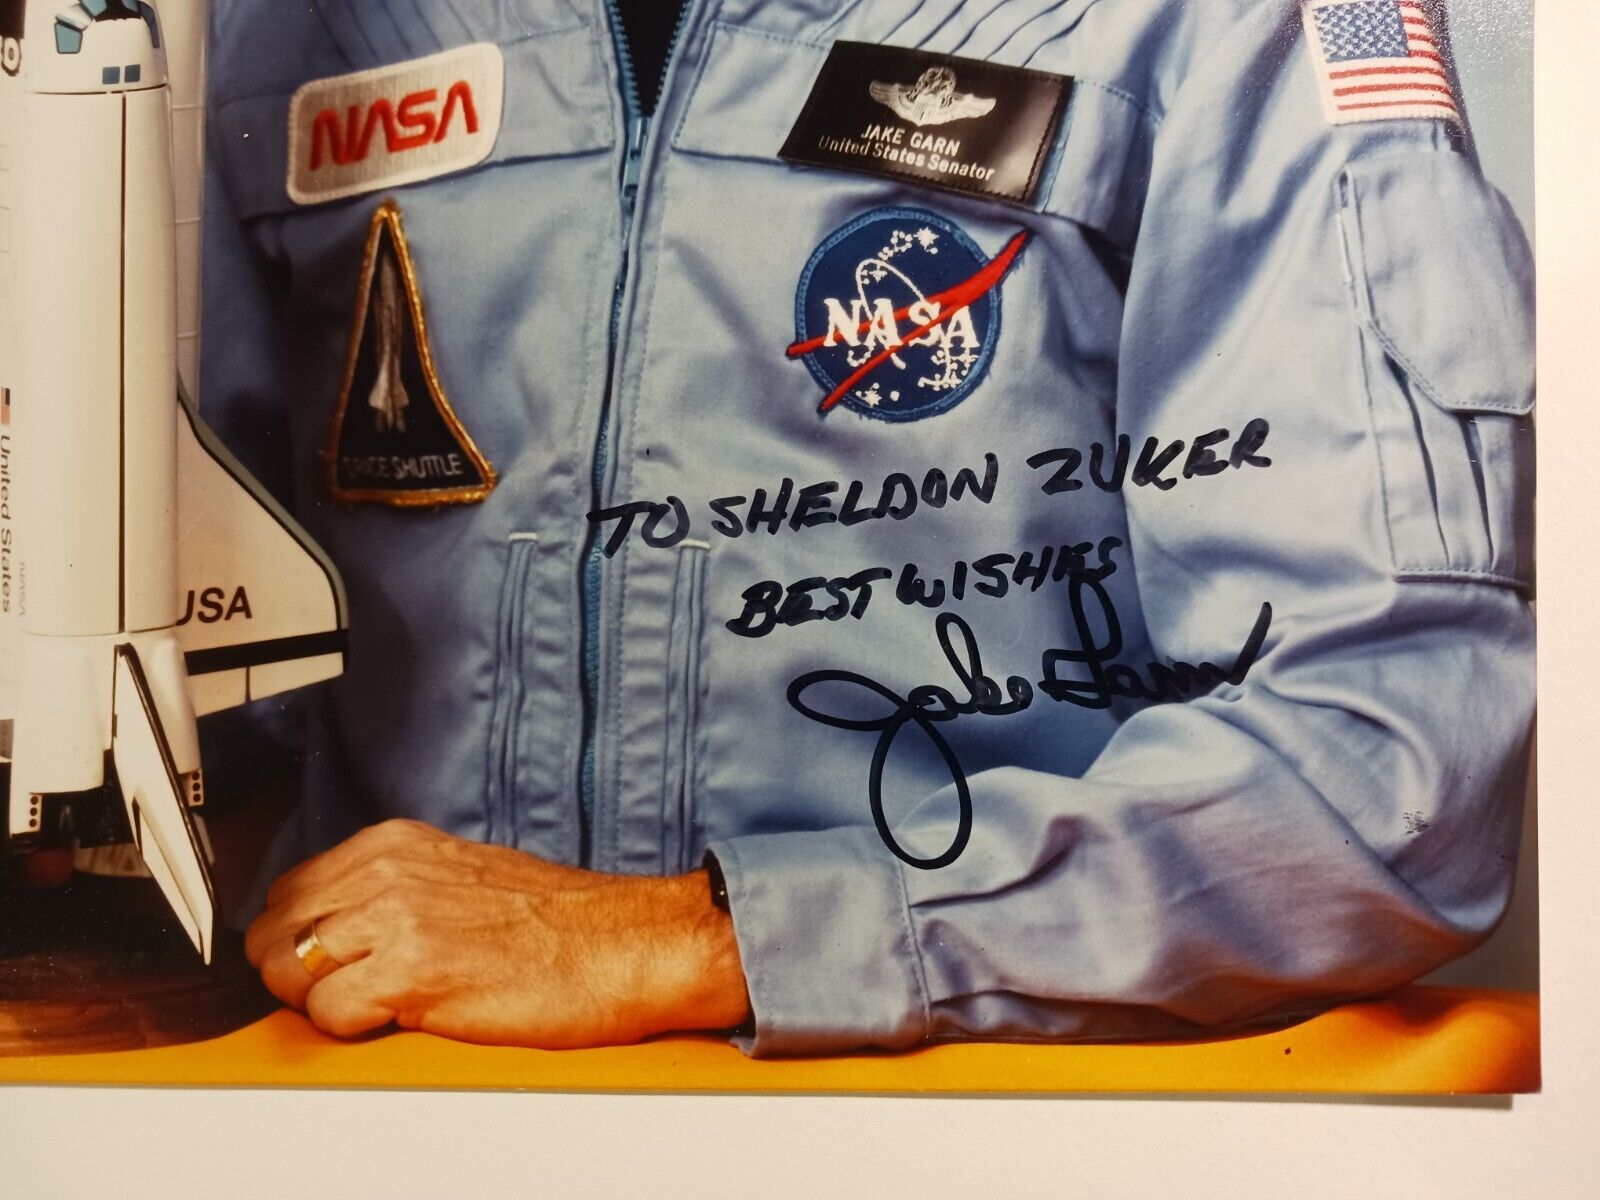 NASA
JAKE GARN
United States Senator
NASA
SPACE SHUTTLE
United States
NASA
USA
TO SHELDON ZUKER
BEST WISHES
Jake Garn